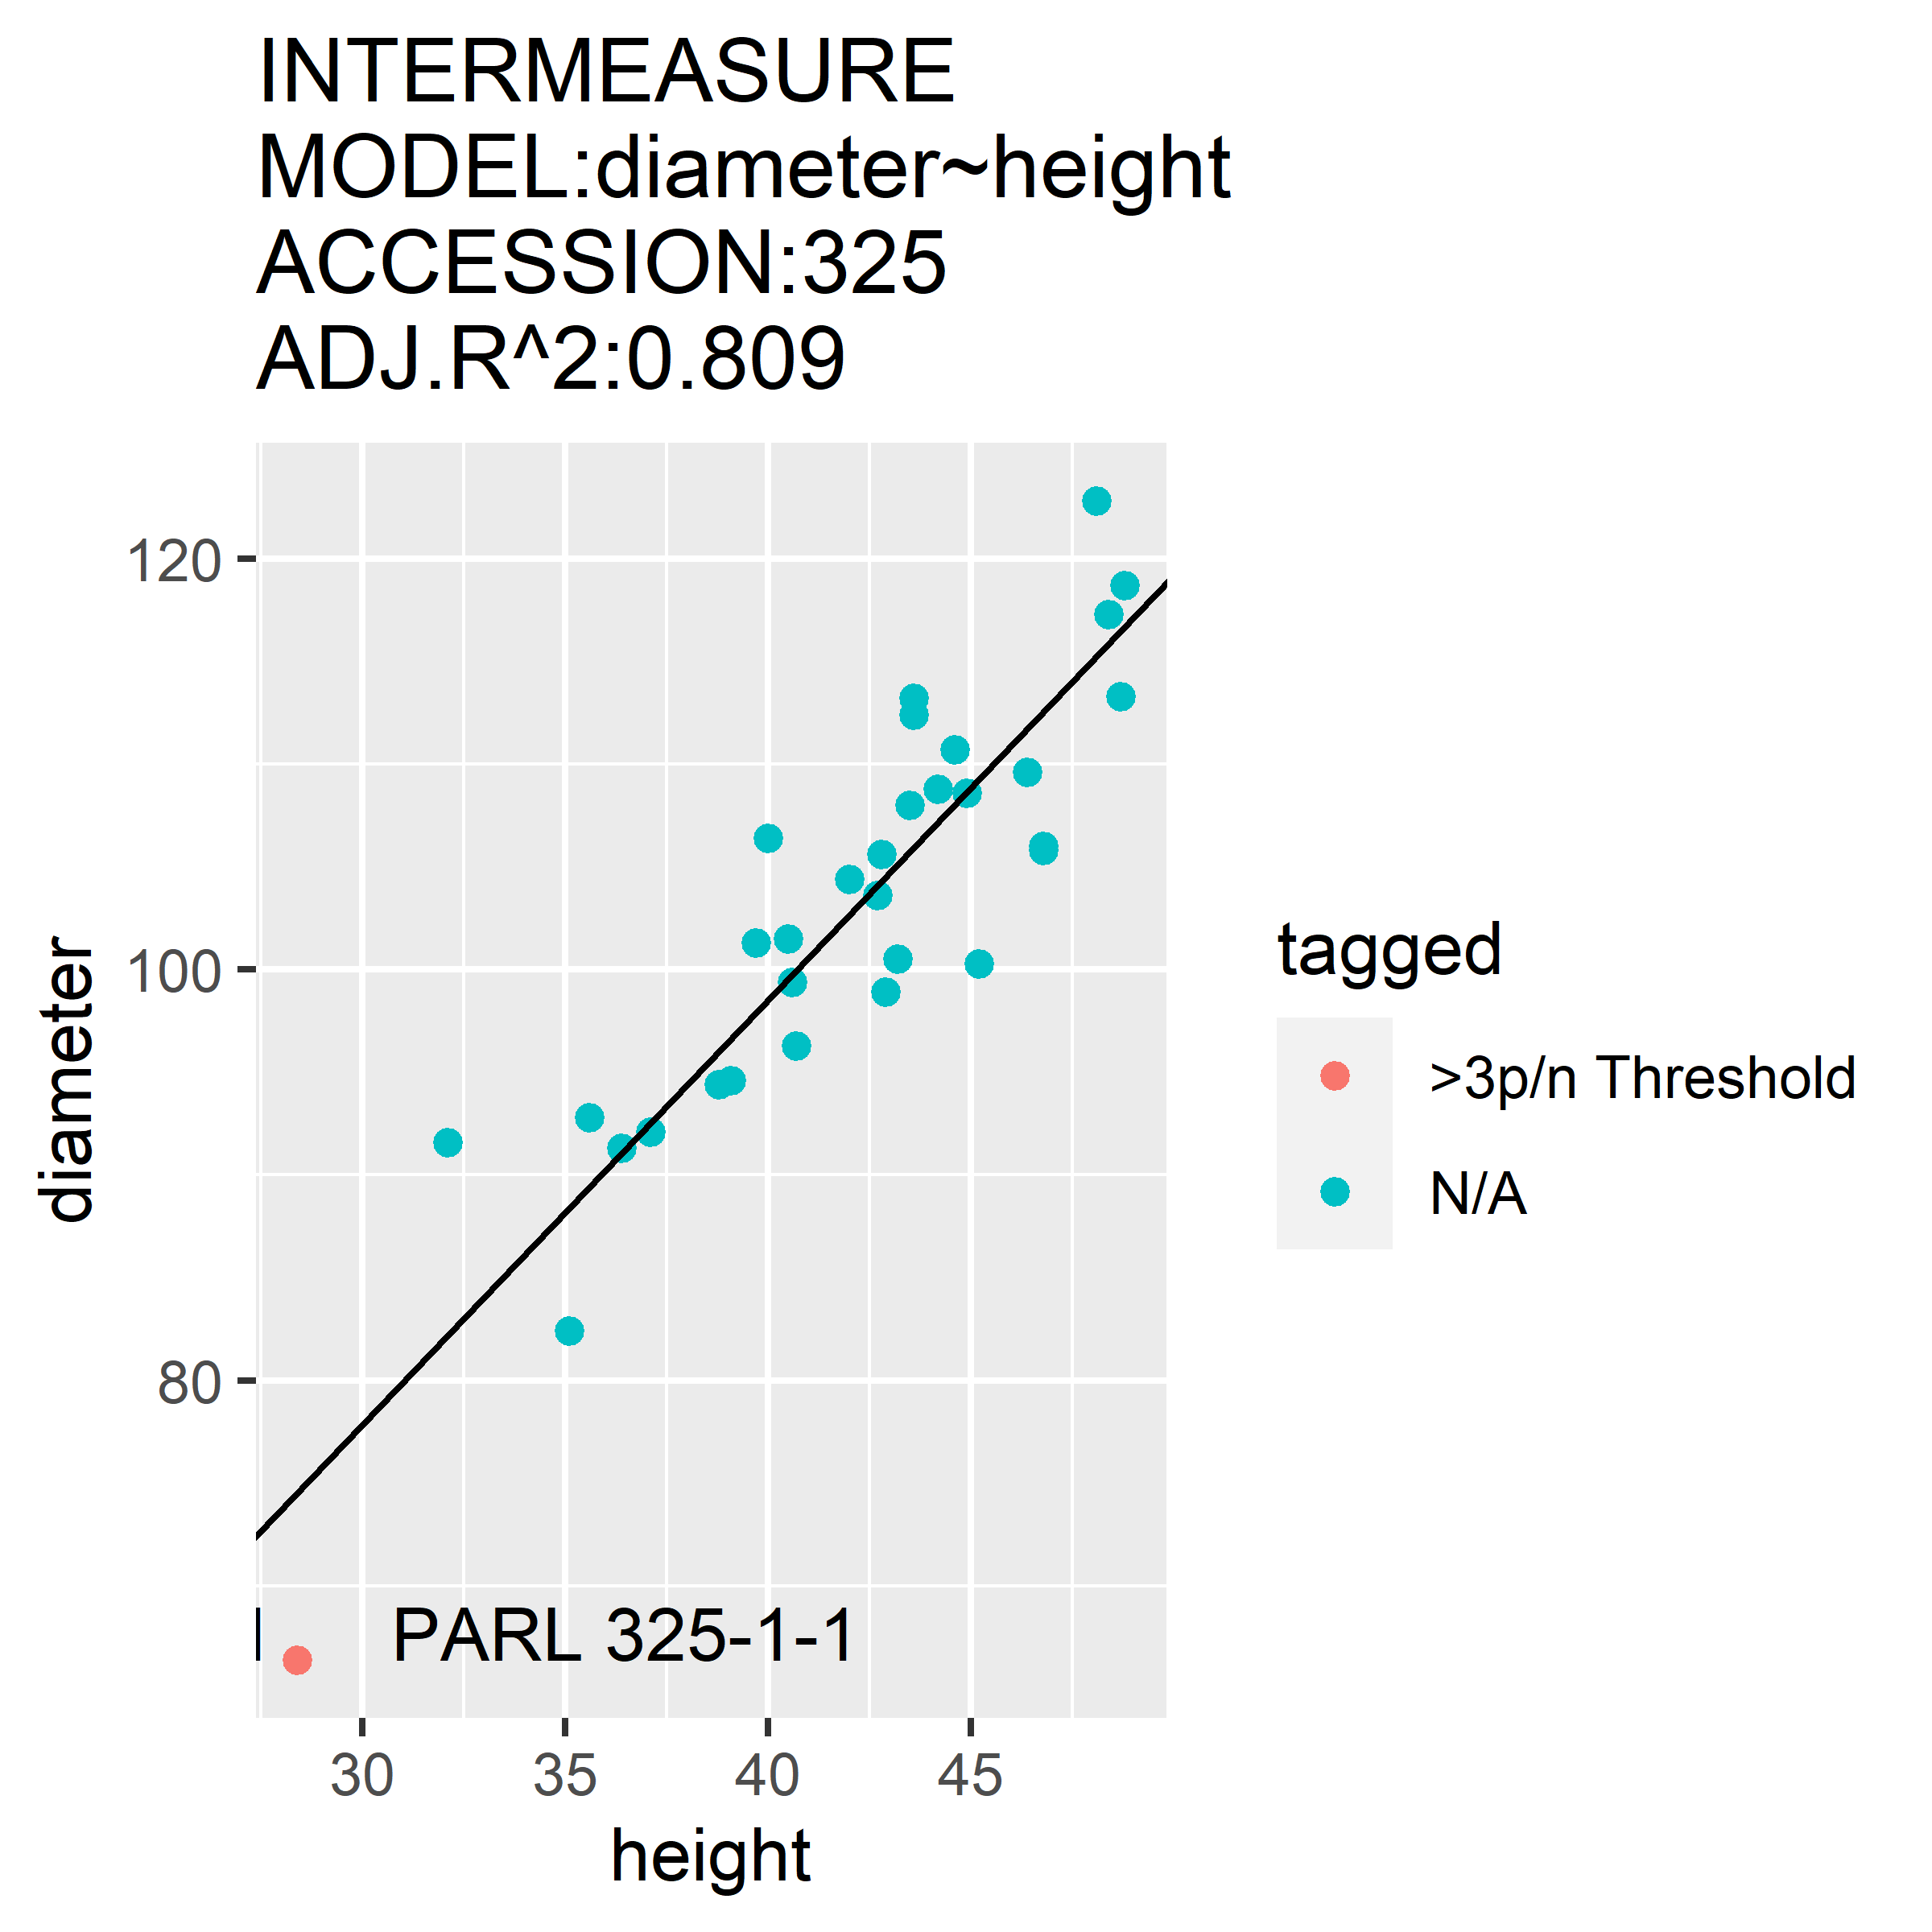 INTERMEASURE
MODEL:diameter~height
ACCESSION:325
ADJ.R^2:0.809
120
100
80
diameter
PARL 325-1-1
30 35 40 45
height
tagged
>3p/n Threshold
N/A